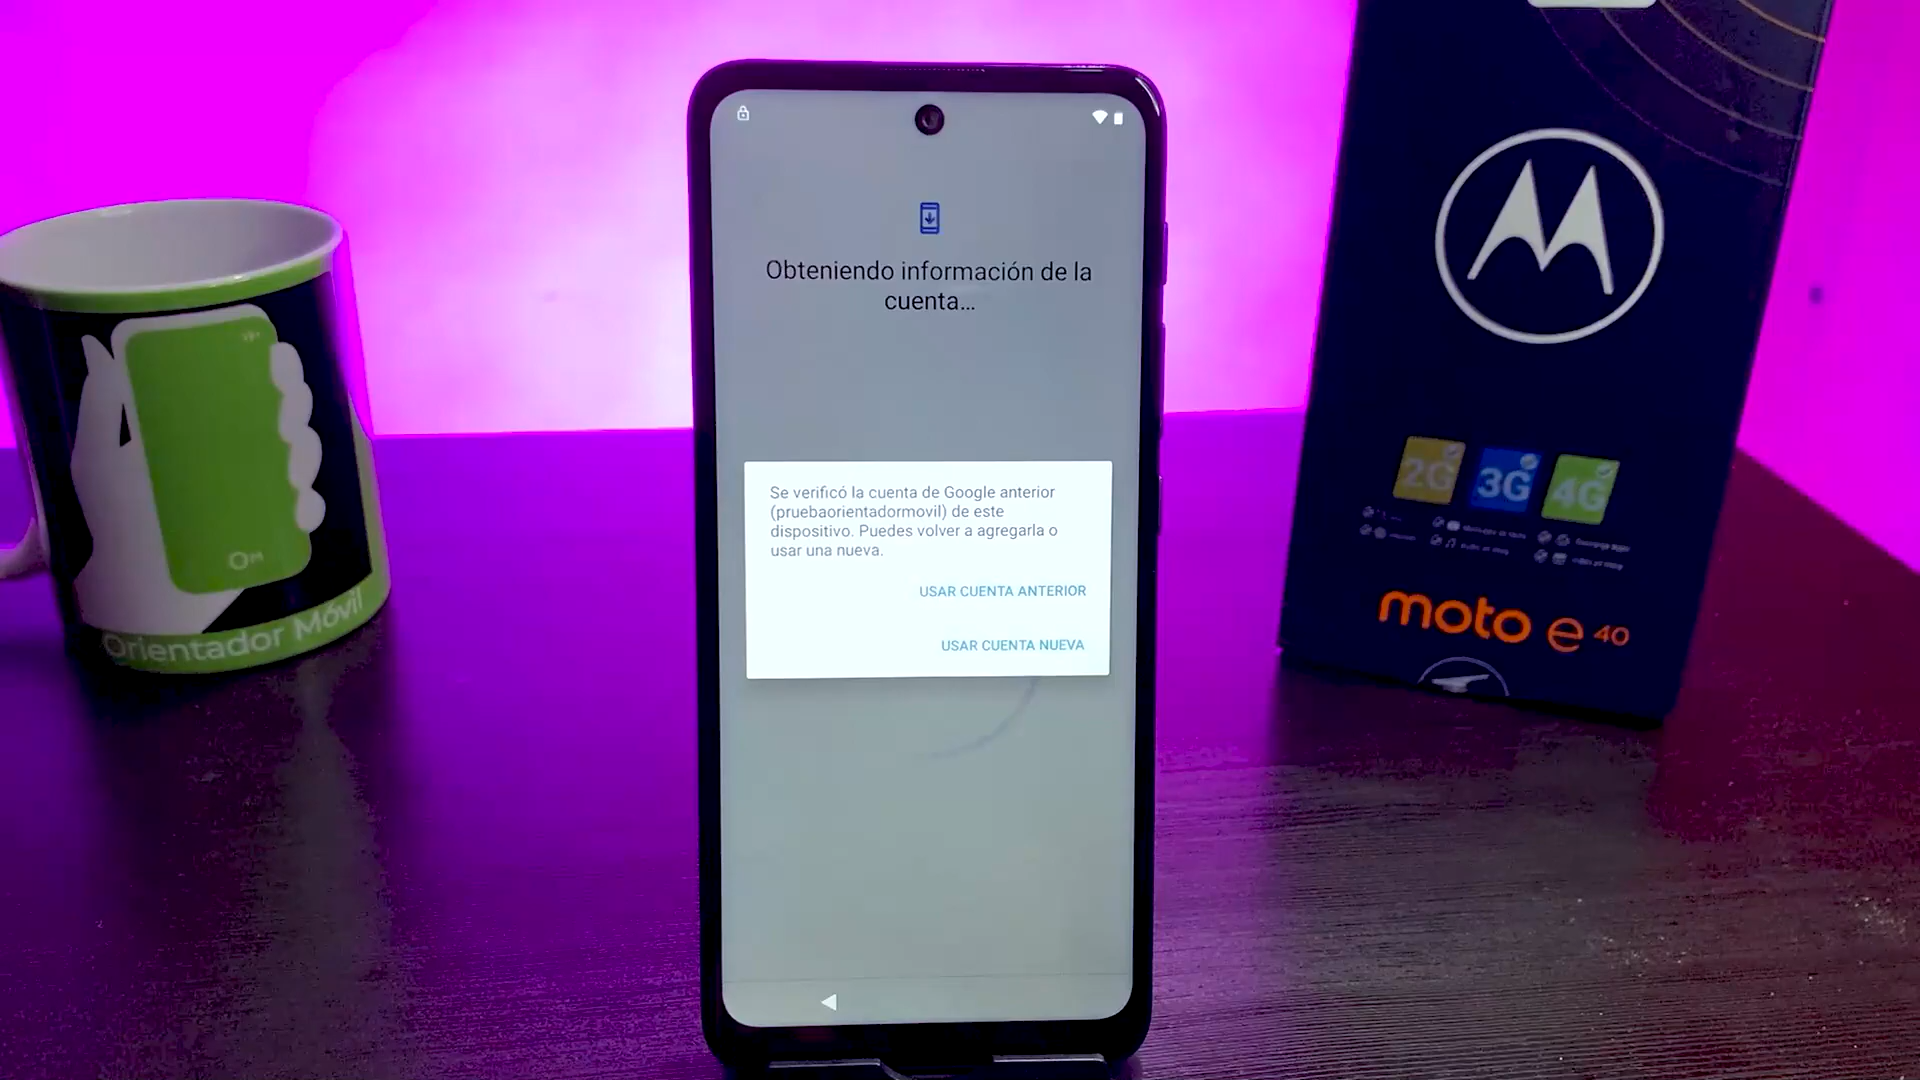 Obteniendo información de la
cuenta...
Se verificó la cuenta de Google anterior
(pruebaorientadormovil) de este
dispositivo. Puedes volver a agregarla o
usar una nueva.
USAR CUENTA ANTERIOR
USAR CUENTA NUEVA
OM
Orientador Móvil
2G
3G
4G
moto e40